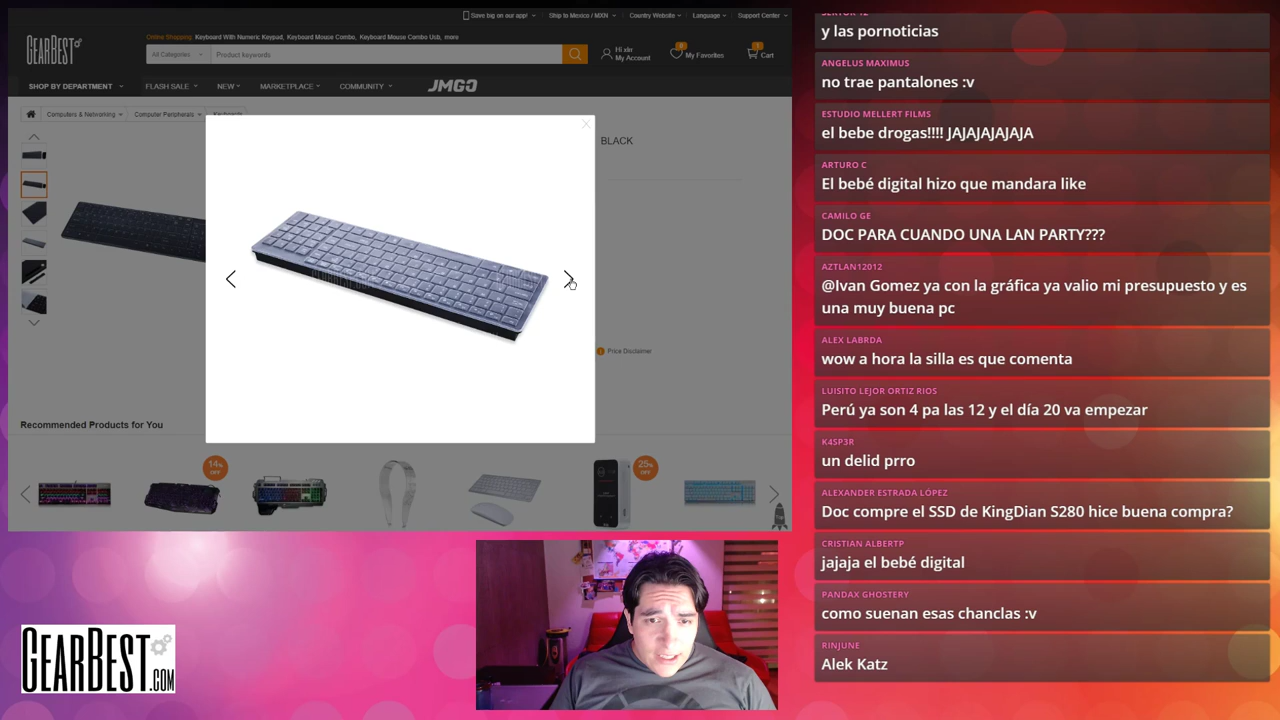 Save big on our app!
Ship to Mexico / MXN
Country Website
Language
Support Center
GEARBEST
Online Shopping: Keyboard With Numeric Keypad, Keyboard Mouse Combo, Keyboard Mouse Combo Usb, more
All Categories
Product keywords
Hi xirr
My Account
My Favorites
Cart
SHOP BY DEPARTMENT
FLASH SALE
NEW
MARKETPLACE
COMMUNITY
JMGO
Computers & Networking
Computer Peripherals
Keyboards
BLACK
Price Disclaimer
Recommended Products for You
14% OFF
25% OFF
GEARBEST.COM
y las pornoticias
ANGELUS MAXIMUS
no trae pantalones :v
ESTUDIO MELLERT FILMS
el bebe drogas!!!! JAJAJAJAJAJA
ARTURO C
El bebé digital hizo que mandara like
CAMILO GE
DOC PARA CUANDO UNA LAN PARTY???
AZTLAN12012
@Ivan Gomez ya con la gráfica ya valio mi presupuesto y es
una muy buena pc
ALEX LABRDA
wow a hora la silla es que comenta
LUISITO LEJOR ORTIZ RIOS
Perú ya son 4 pa las 12 y el día 20 va empezar
K4SP3R
un delid prro
ALEXANDER ESTRADA LÓPEZ
Doc compre el SSD de KingDian S280 hice buena compra?
CRISTIAN ALBERTP
jajaja el bebé digital
PANDAX GHOSTERY
como suenan esas chanclas :v
RINJUNE
Alek Katz